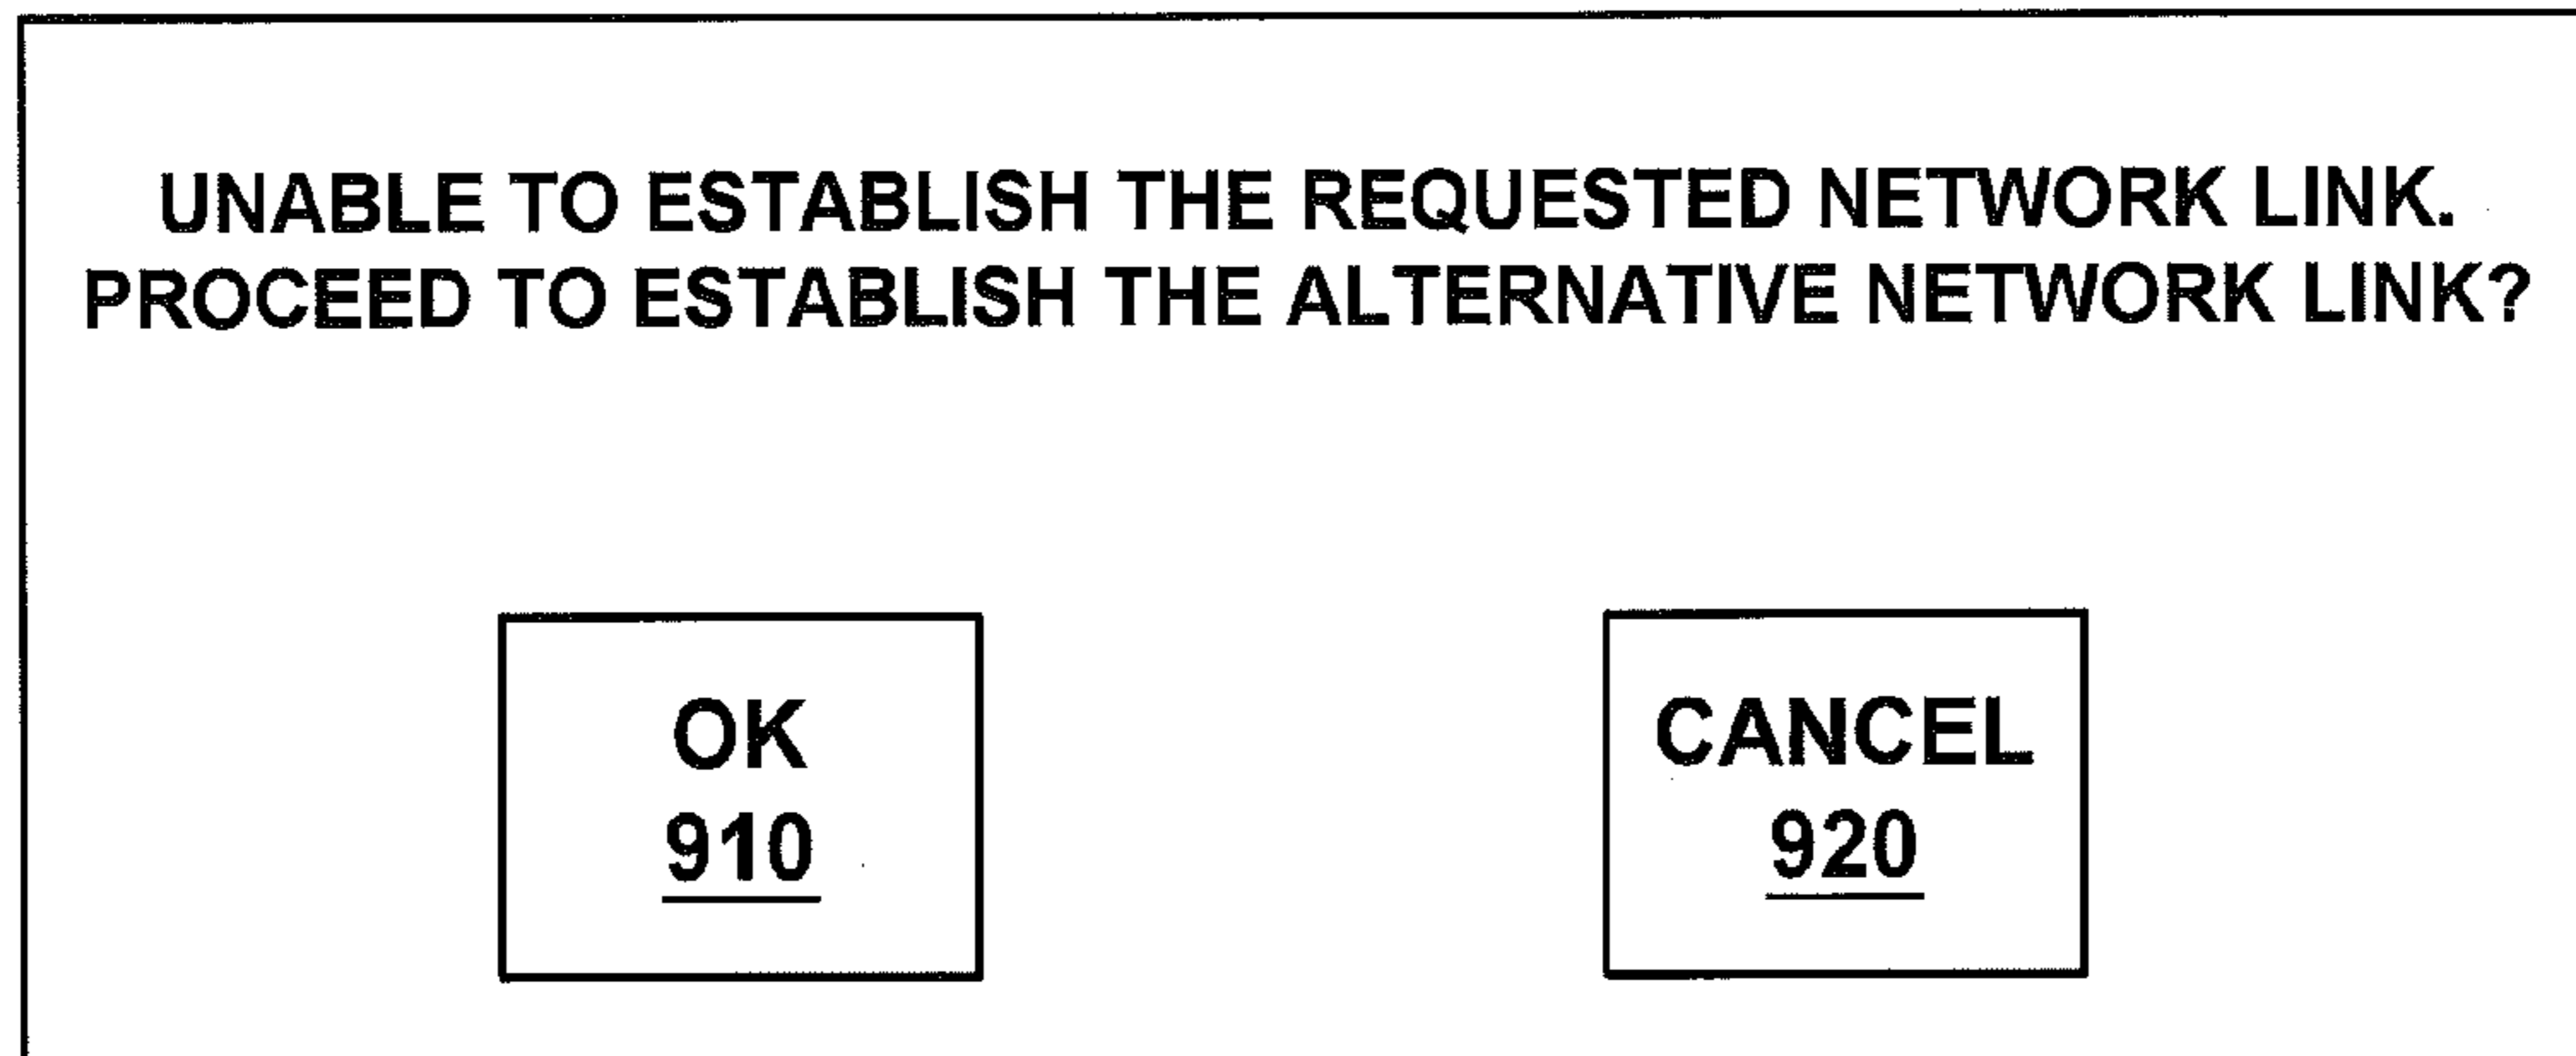 UNABLE TO ESTABLISH THE REQUESTED NETWORK LINK.
PROCEED TO ESTABLISH THE ALTERNATIVE NETWORK LINK?
OK
910
CANCEL
920